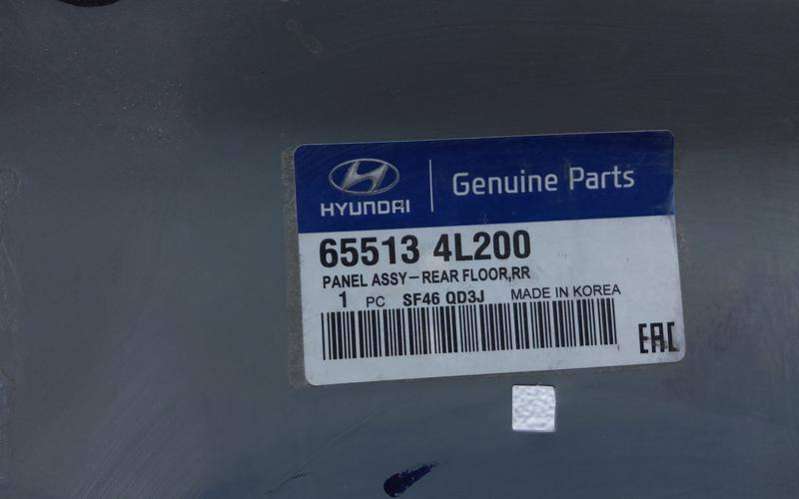 HYUNDAI
Genuine Parts
65513 4L200
PANEL ASSY-REAR FLOOR,RR
1 PC SF46 QD3J MADE IN KOREA
EAC